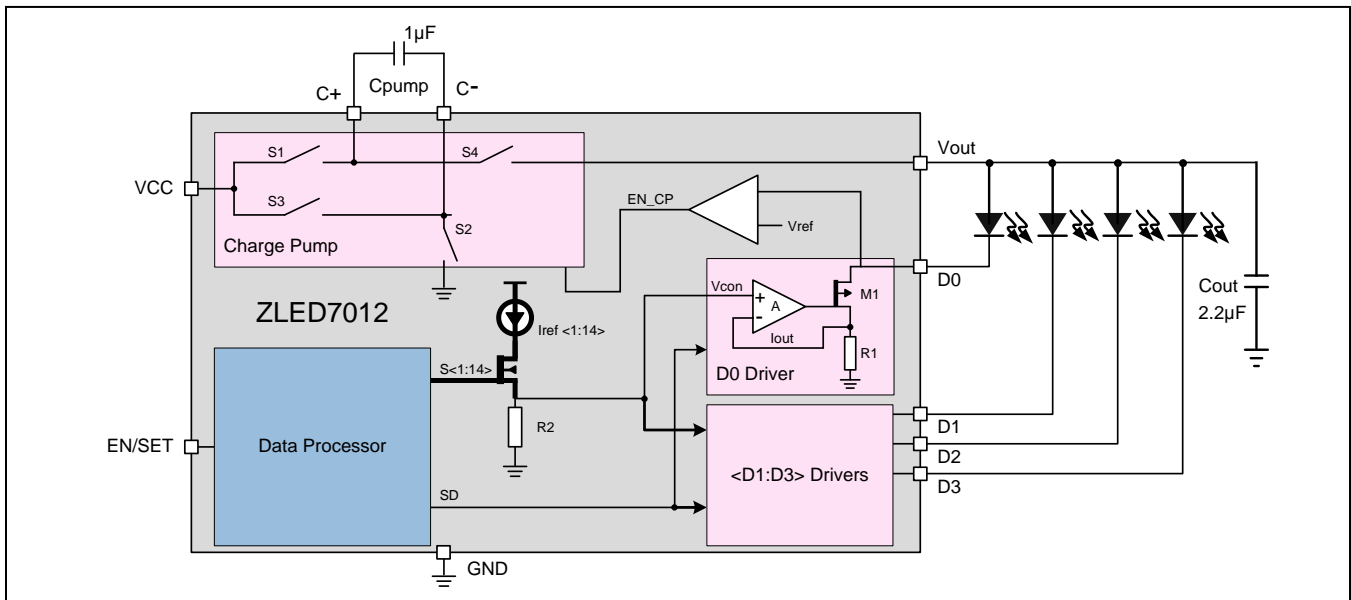 1µF
Cpump
C+
C-
S1
S4
Vout
VCC
S3
EN_CP
Vref
S2
Charge Pump
D0
Vcon
+
A
-
M1
Iout
R1
D0 Driver
Cout
2.2µF
ZLED7012
Iref <1:14>
S<1:14>
R2
EN/SET
Data Processor
SD
<D1:D3> Drivers
D1
D2
D3
GND